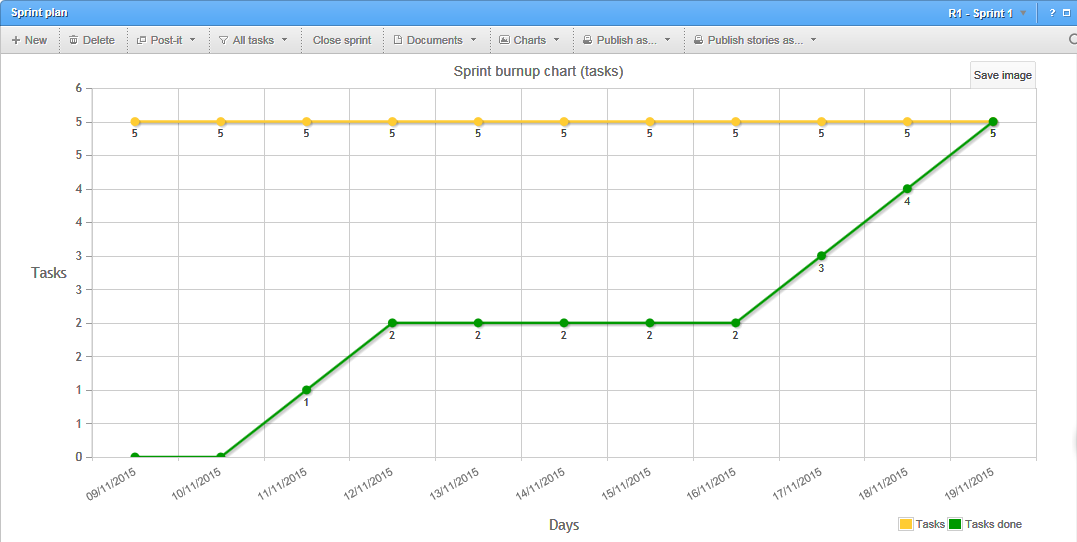 Sprint plan
R1 - Sprint 1
?
New
Delete
Post-it
All tasks
Close sprint
Documents
Charts
Publish as...
Publish stories as...
Sprint burnup chart (tasks)
Save image
6
5
5
4
4
3
3
2
2
1
1
0
Tasks
5 5 5 5 5 5 5 5 5 5 5
1 2 2 2 2 2 3 4
09/11/2015 10/11/2015 11/11/2015 12/11/2015 13/11/2015 14/11/2015 15/11/2015 16/11/2015 17/11/2015 18/11/2015 19/11/2015
Days
Tasks Tasks done